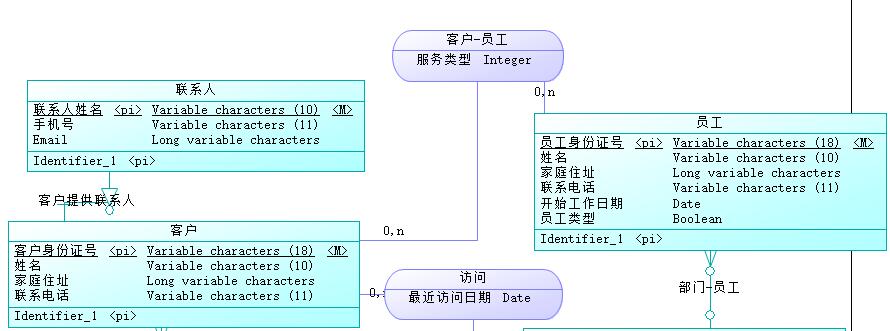 客户-员工
服务类型 Integer
0,n
联系人
联系人姓名 <pi> Variable characters (10) <M>
手机号 Variable characters (11)
Email Long variable characters
Identifier_1 <pi>
员工
员工身份证号 <pi> Variable characters (18) <M>
姓名 Variable characters (10)
家庭住址 Long variable characters
联系电话 Variable characters (11)
开始工作日期 Date
员工类型 Boolean
Identifier_1 <pi>
客户提供联系人
客户
客户身份证号 <pi> Variable characters (18) <M>
姓名 Variable characters (10)
家庭住址 Long variable characters
联系电话 Variable characters (11)
Identifier_1 <pi>
0,n
访问
最近访问日期 Date
0,
部门-员工